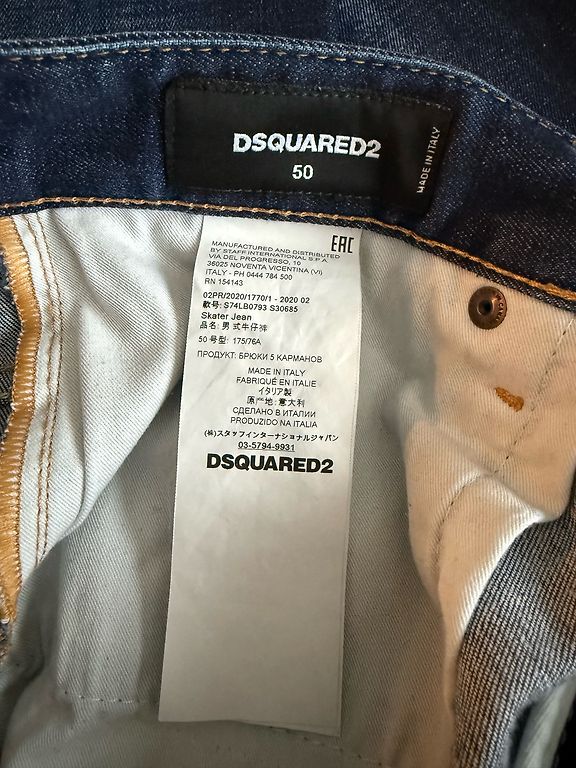 DSQUARED2
50
MADE IN ITALY
EAC
MANUFACTURED AND DISTRIBUTED
BY STAFF INTERNATIONAL S.P.A
VIA DEL PROGRESSO, 10
36025 NOVENTA VICENTINA (VI)
ITALY - PH 0444 784 500
RN 154143
02PR/2020/1770/1 - 2020 02
款号: S74LB0793 S30685
Skater Jean
品名: 男式牛仔裤
50 号型: 175/76A
ПРОДУКТ: БРЮКИ 5 КАРМАНОВ
MADE IN ITALY
FABRIQUÉ EN ITALIE
イタリア製
原产地: 意大利
СДЕЛАНО В ИТАЛИИ
PRODUZIDO NA ITALIA
(株)スタッフインターナショナルジャパン
03-5794-9931
DSQUARED2